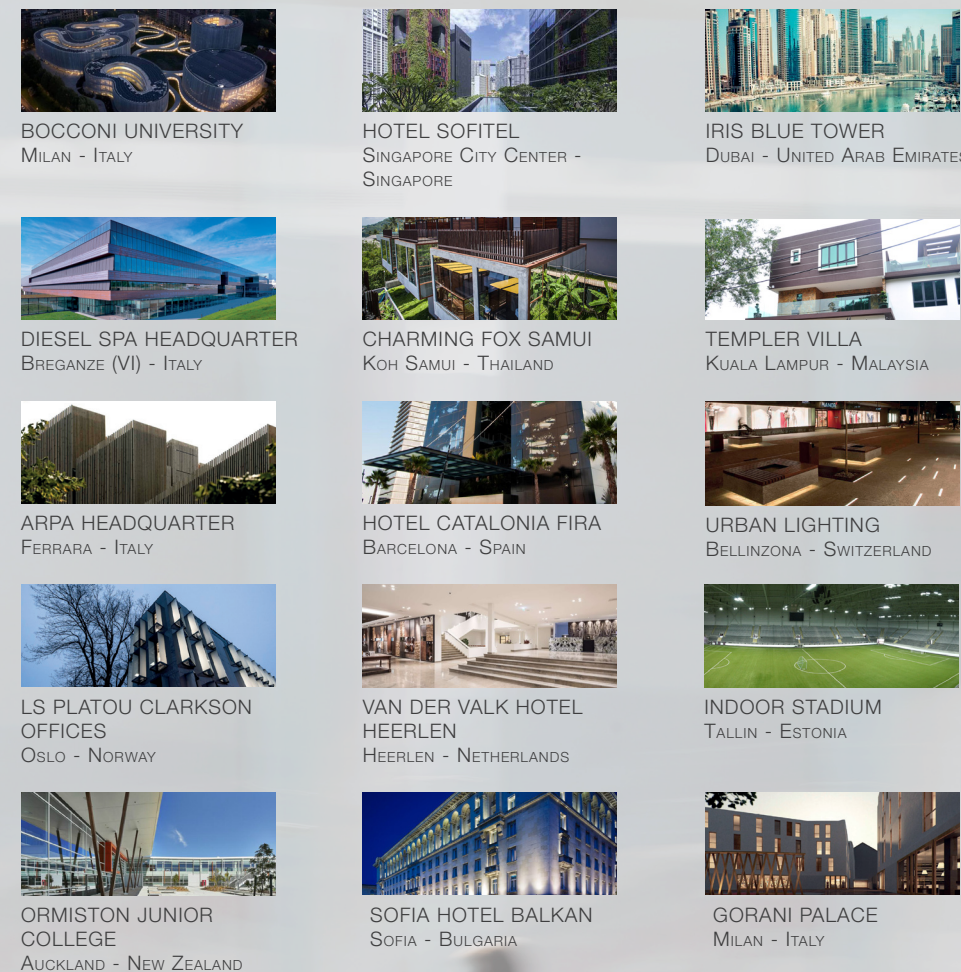 BOCCONI UNIVERSITY
Milan - Italy
HOTEL SOFITEL
Singapore City Center -
Singapore
IRIS BLUE TOWER
Dubai - United Arab Emirates
DIESEL SPA HEADQUARTER
Breganze (VI) - Italy
CHARMING FOX SAMUI
Koh Samui - Thailand
TEMPLER VILLA
Kuala Lampur - Malaysia
ARPA HEADQUARTER
Ferrara - Italy
HOTEL CATALONIA FIRA
Barcelona - Spain
URBAN LIGHTING
Bellinzona - Switzerland
LS PLATOU CLARKSON
OFFICES
Oslo - Norway
VAN DER VALK HOTEL
HEERLEN
Heerlen - Netherlands
INDOOR STADIUM
Tallin - Estonia
ORMISTON JUNIOR
COLLEGE
Auckland - New Zealand
SOFIA HOTEL BALKAN
Sofia - Bulgaria
GORANI PALACE
Milan - Italy